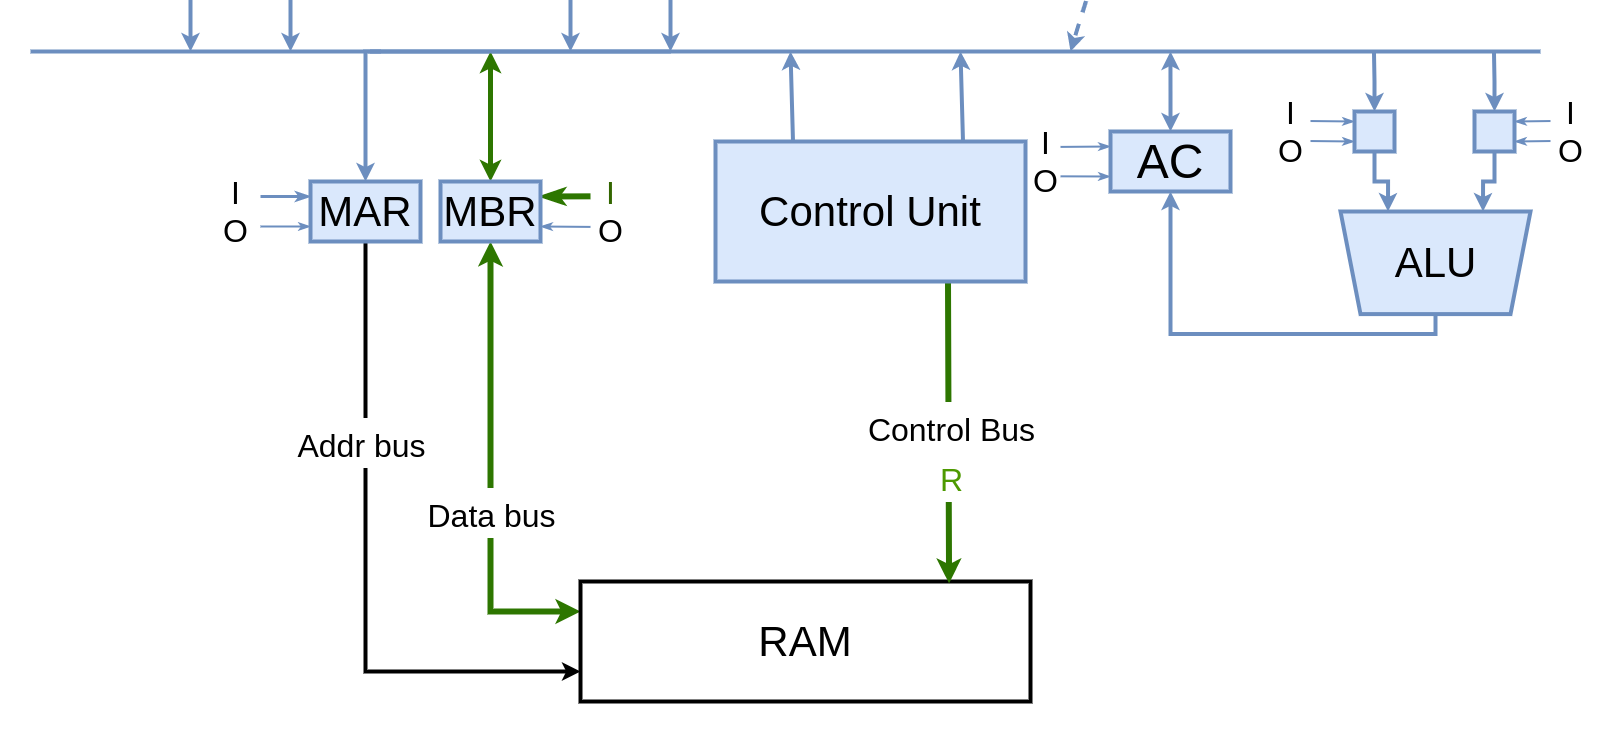 I
O
MAR
MBR
I
O
Control Unit
I
O
AC
I
O
I
O
ALU
Addr bus
Control Bus
R
Data bus
RAM